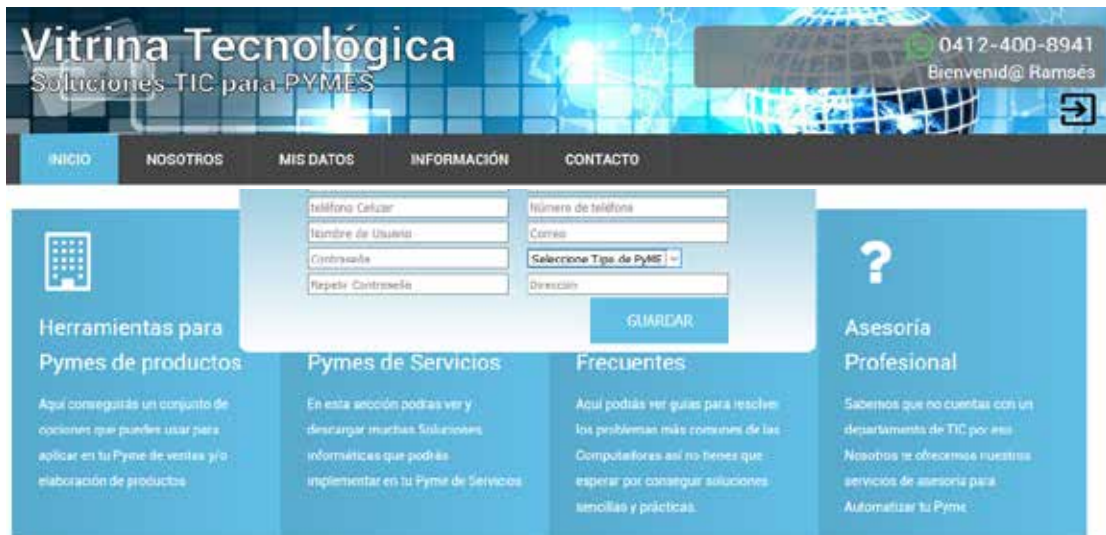 Vitrina Tecnológica
Soluciones TIC para PYMES
0412-400-8941
Bienvenid@ Ramsés
INICIO
NOSOTROS
MIS DATOS
INFORMACIÓN
CONTACTO
teléfono Celular
Número de teléfono
Nombre de Usuario
Correo
Contraseña
Seleccione Tipo de PyME
Repetir Contraseña
Dirección
GUARDAR
Herramientas para
Pymes de productos
Aquí conseguirás un conjunto de
opciones que puedes usar para
aplicar en tu Pyme de ventas y/o
elaboración de productos
Pymes de Servicios
En esta sección podras ver y
descargar muchas Soluciones
informáticas que podrás
implementar en tu Pyme de Servicios
Frecuentes
Aquí podrás ver guías para resolver
los problemas más comunes de las
Computadoras así no tienes que
esperar por conseguir soluciones
sencillas y prácticas.
Asesoría
Profesional
Sabemos que no cuentas con un
departamento de TIC por eso
Nosotros te ofrecemos nuestros
servicios de asesoría para
Automatizar tu Pyme